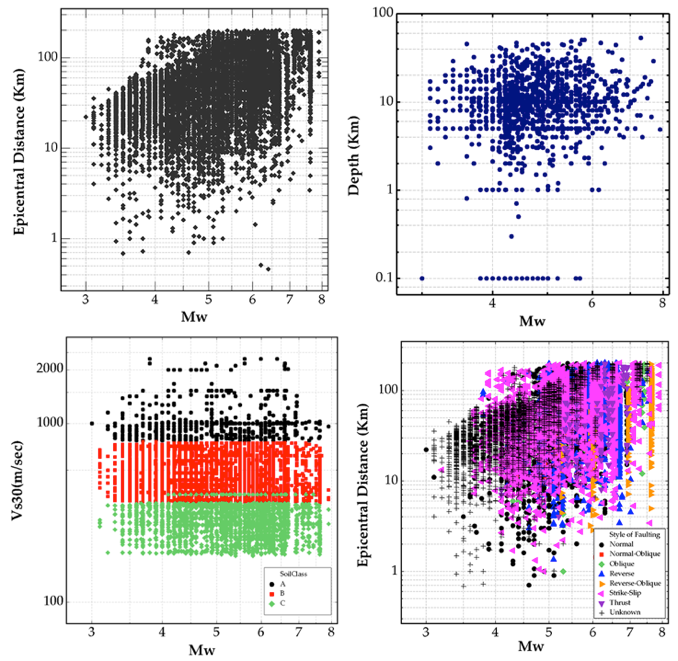 200
100
10
1
Epicentral Distance (Km)
3
4
5
6
7
8
Mw
100
10
1
0.1
Depth (Km)
4
6
8
Mw
2000
1000
100
Vs30(m/sec)
SoilClass
A
B
C
3
4
5
6
7
8
Mw
100
10
1
Epicentral Distance (Km)
Style of Faulting
Normal
Normal-Oblique
Oblique
Reverse
Reverse-Oblique
Strike-Slip
Thrust
Unknown
3
4
5
6
7
8
Mw